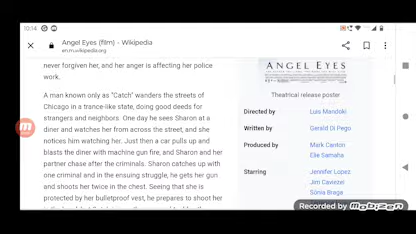 10:14
Angel Eyes (film) - Wikipedia
en.m.wikipedia.org
never forgiven her, and her anger is affecting her police
work.
A man known only as "Catch" wanders the streets of
Chicago in a trance-like state, doing good deeds for
strangers and neighbors. One day he sees Sharon at a
diner and watches her from across the street, and she
notices him watching her. Just then a car pulls up and
blasts the diner with machine gun fire, and Sharon and her
partner chase after the criminals. Sharon catches up with
one criminal and in the ensuing struggle, he gets her gun
and shoots her twice in the chest. Seeing that she is
protected by her bulletproof vest, he prepares to shoot her
ANGEL EYES
Theatrical release poster
Directed by Luis Mandoki
Written by Gerald Di Pego
Produced by Mark Canton
Elie Samaha
Starring Jennifer Lopez
Jim Caviezel
Sônia Braga
Recorded by mobizen